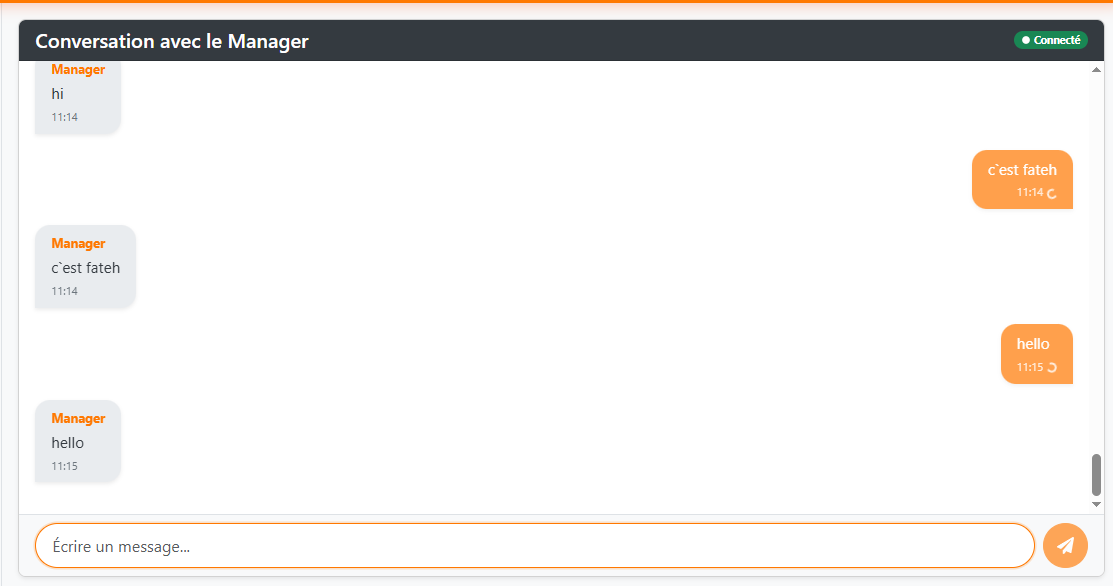 Conversation avec le Manager
Connecté
Manager
hi
11:14
c`est fateh
11:14
Manager
c`est fateh
11:14
hello
11:15
Manager
hello
11:15
Écrire un message...